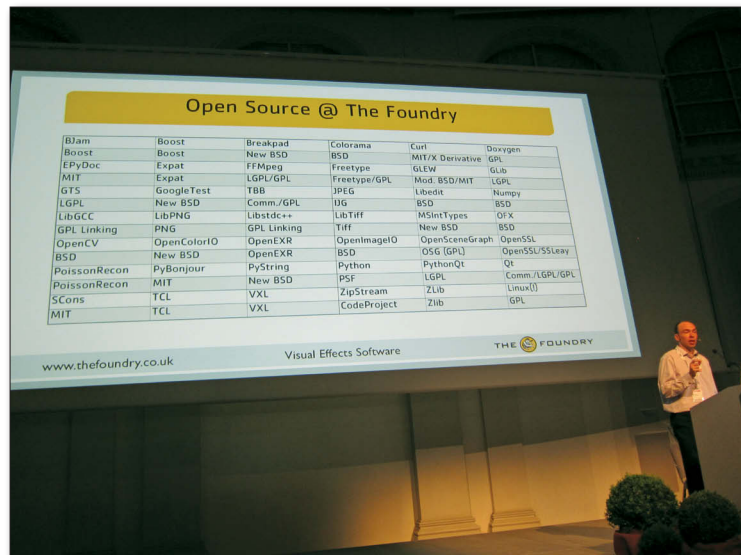 Open Source @ The Foundry
BJam Boost Breakpad Colorama Curl Doxygen
Boost Boost New BSD BSD MIT/X Derivative GPL
EPyDoc Expat FFMpeg Freetype GLEW GLib
MIT Expat LGPL/GPL Freetype/GPL Mod. BSD/MIT LGPL
GTS GoogleTest TBB JPEG Libedit Numpy
LGPL New BSD Comm./GPL IJG BSD BSD
LibGCC LibPNG Libstdc++ LibTiff MSIntTypes OFX
GPL Linking PNG GPL Linking Tiff New BSD BSD
OpenCV OpenColorIO OpenEXR OpenImageIO OpenSceneGraph OpenSSL
BSD New BSD OpenEXR BSD OSG (GPL) OpenSSL/SSLeay
PoissonRecon PyBonjour PyString Python PythonQt Qt
PoissonRecon MIT New BSD PSF LGPL Comm./LGPL/GPL
SCons TCL VXL ZipStream ZLib Linux(!)
MIT TCL VXL CodeProject Zlib GPL
www.thefoundry.co.uk Visual Effects Software THE FOUNDRY